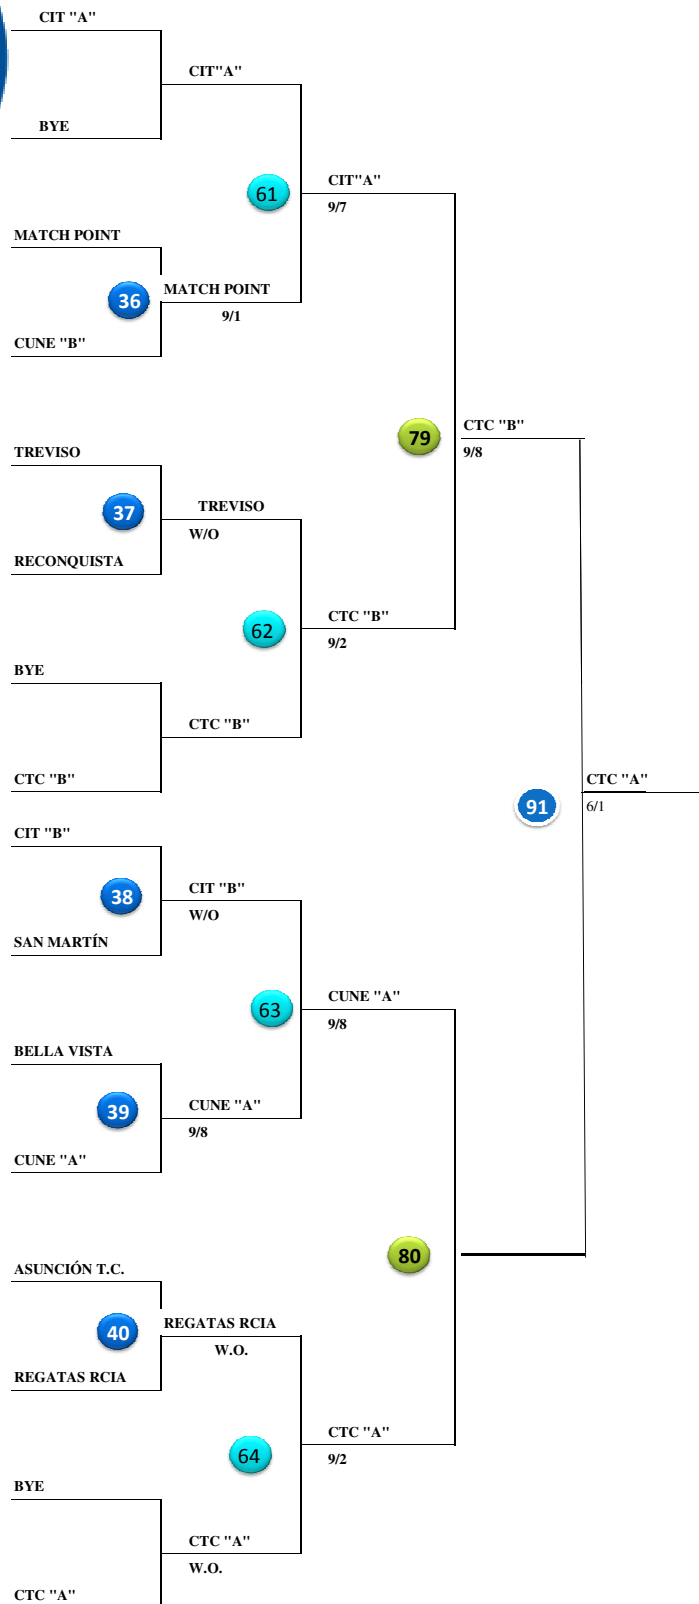 CIT "A"
CIT"A"
BYE
61
CIT"A"
9/7
MATCH POINT
36
MATCH POINT
9/1
CUNE "B"
79
CTC "B"
9/8
TREVISO
37
TREVISO
W/O
RECONQUISTA
62
CTC "B"
9/2
BYE
CTC "B"
CTC "B"
91
CTC "A"
6/1
CIT "B"
38
CIT "B"
W/O
SAN MARTÍN
63
CUNE "A"
9/8
BELLA VISTA
39
CUNE "A"
9/8
CUNE "A"
80
ASUNCIÓN T.C.
40
REGATAS RCIA
W.O.
REGATAS RCIA
64
CTC "A"
9/2
BYE
CTC "A"
W.O.
CTC "A"